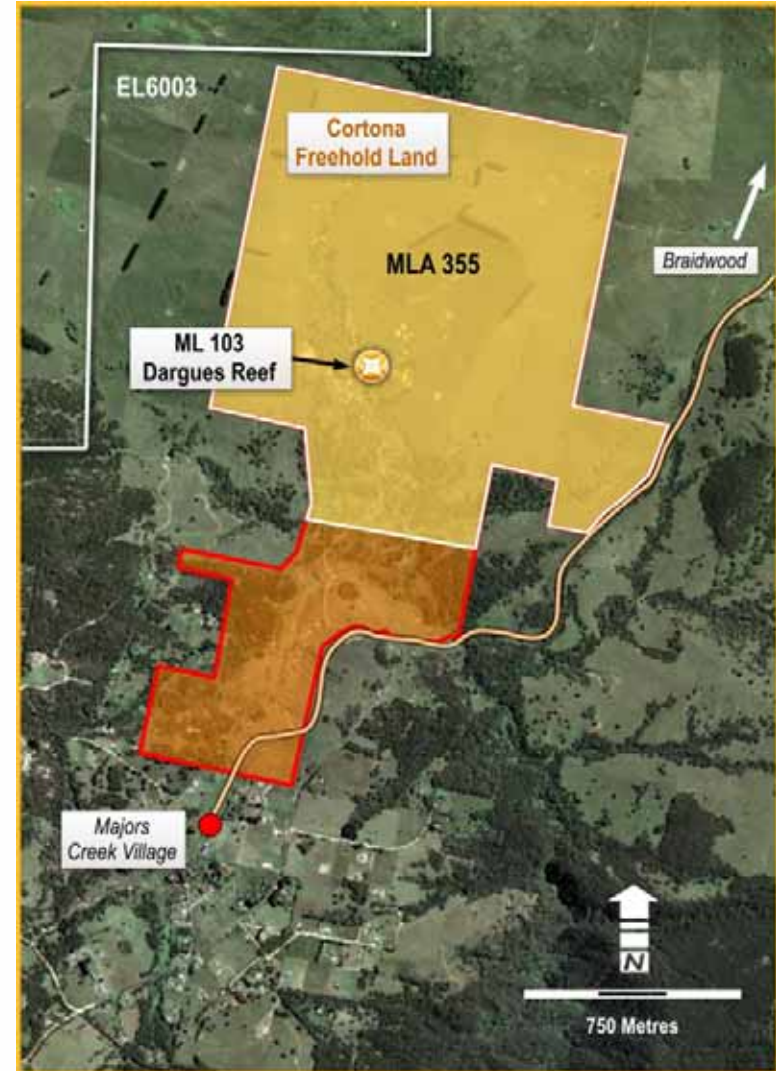 EL6003
Cortona
Freehold Land
MLA 355
Braidwood
ML 103
Dargues Reef
Majors
Creek Village
N
750 Metres